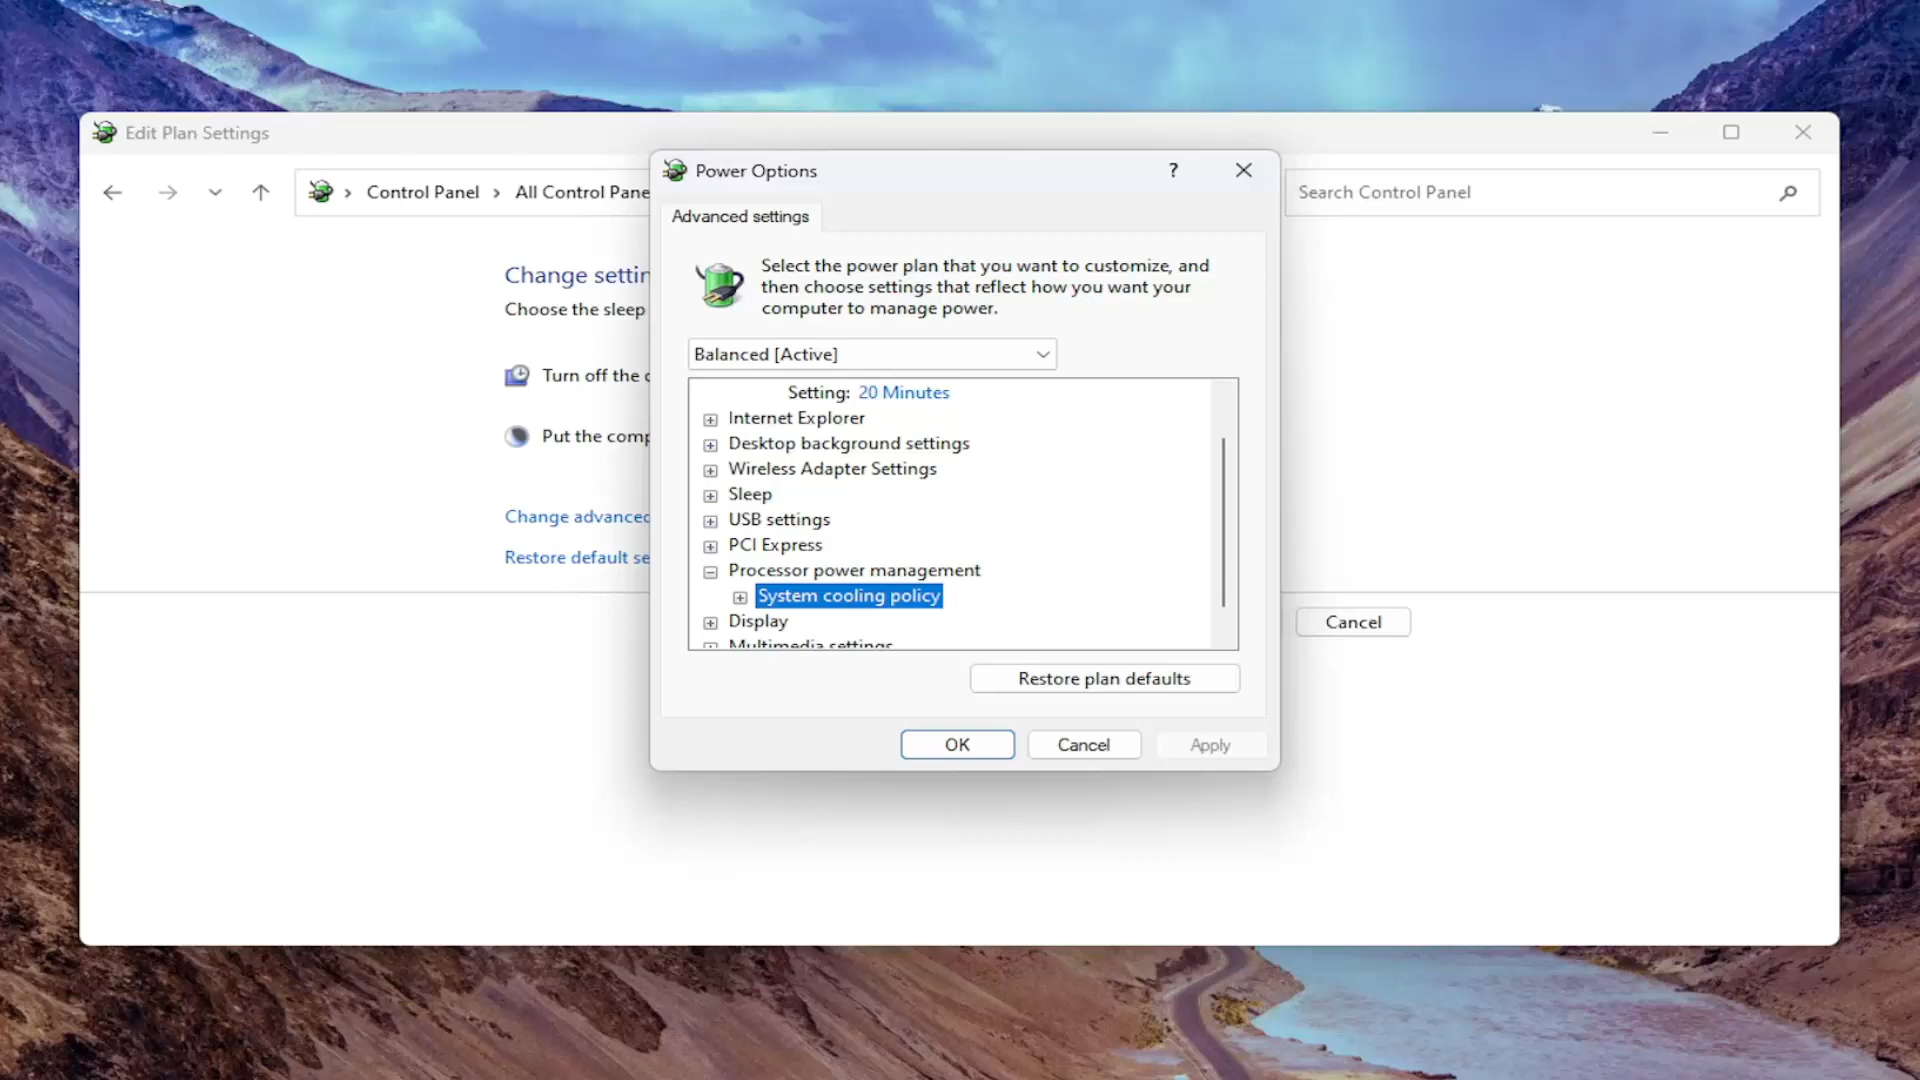 Edit Plan Settings
Power Options
?
Control Panel
All Control Pane
Search Control Panel
Advanced settings
Change settin
Choose the sleep
Select the power plan that you want to customize, and
then choose settings that reflect how you want your
computer to manage power.
Turn off the
Balanced [Active]
Setting: 20 Minutes
Internet Explorer
Put the comp
Desktop background settings
Wireless Adapter Settings
Sleep
Change advanced
USB settings
PCI Express
Restore default se
Processor power management
System cooling policy
Display
Multimedia settings
Cancel
Restore plan defaults
OK
Cancel
Apply